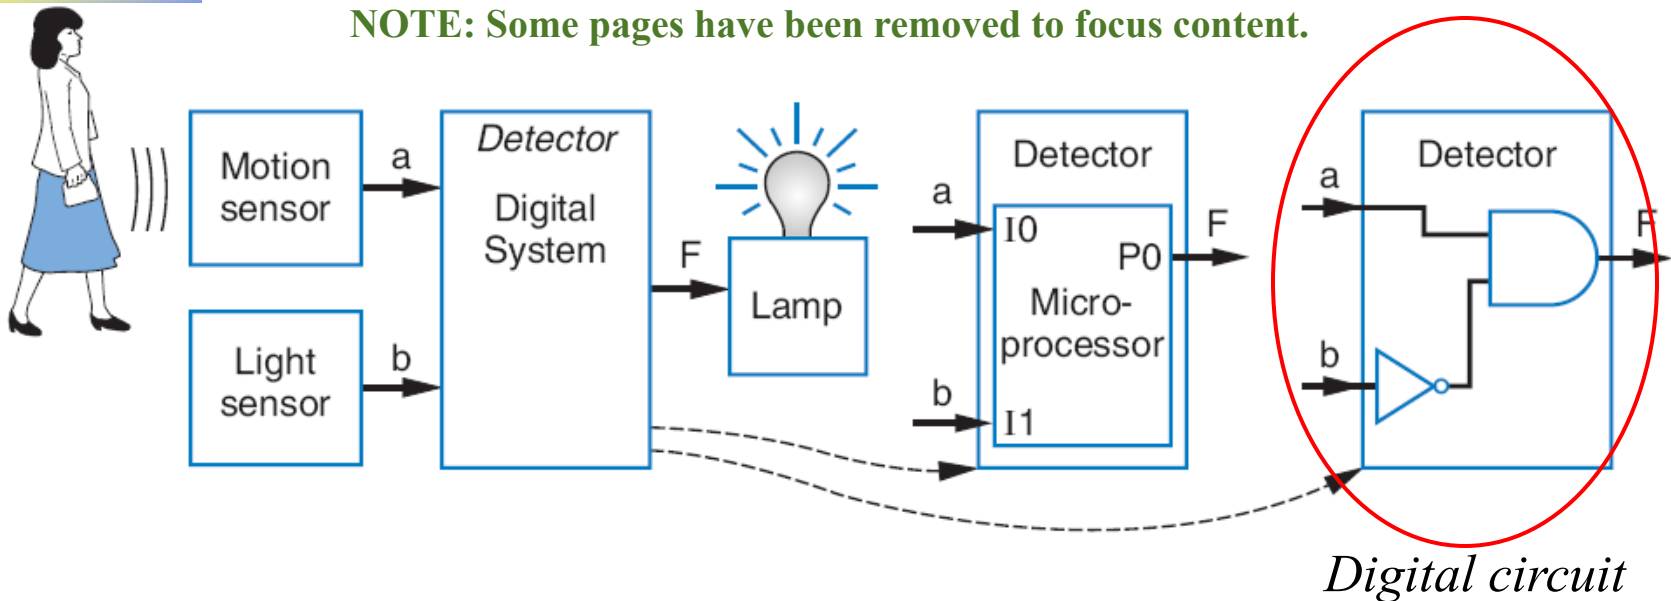 NOTE: Some pages have been removed to focus content.
Motion
sensor
a
Light
sensor
b
Detector
Digital
System
F
Lamp
a
b
Detector
I0
P0
Micro-
processor
I1
F
a
b
Detector
F
Digital circuit